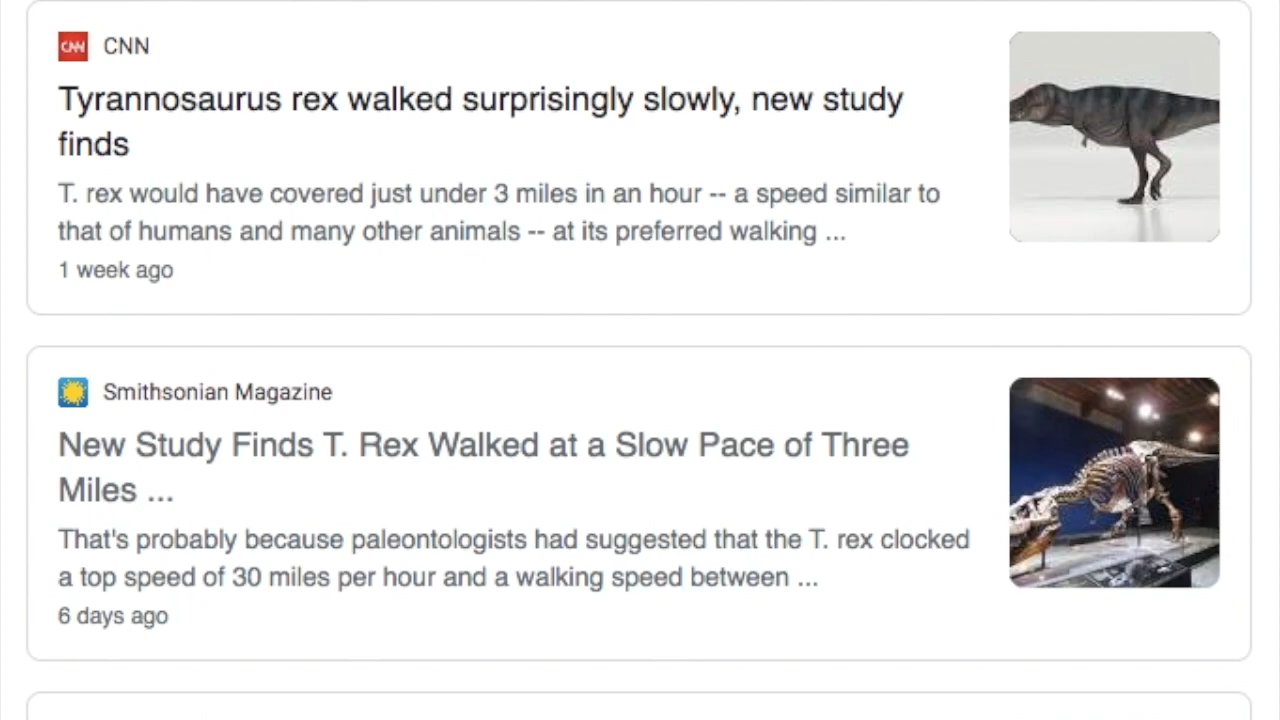 CNN CNN
Tyrannosaurus rex walked surprisingly slowly, new study
finds
T. rex would have covered just under 3 miles in an hour -- a speed similar to
that of humans and many other animals -- at its preferred walking ...
1 week ago
Smithsonian Magazine
New Study Finds T. Rex Walked at a Slow Pace of Three
Miles ...
That's probably because paleontologists had suggested that the T. rex clocked
a top speed of 30 miles per hour and a walking speed between ...
6 days ago